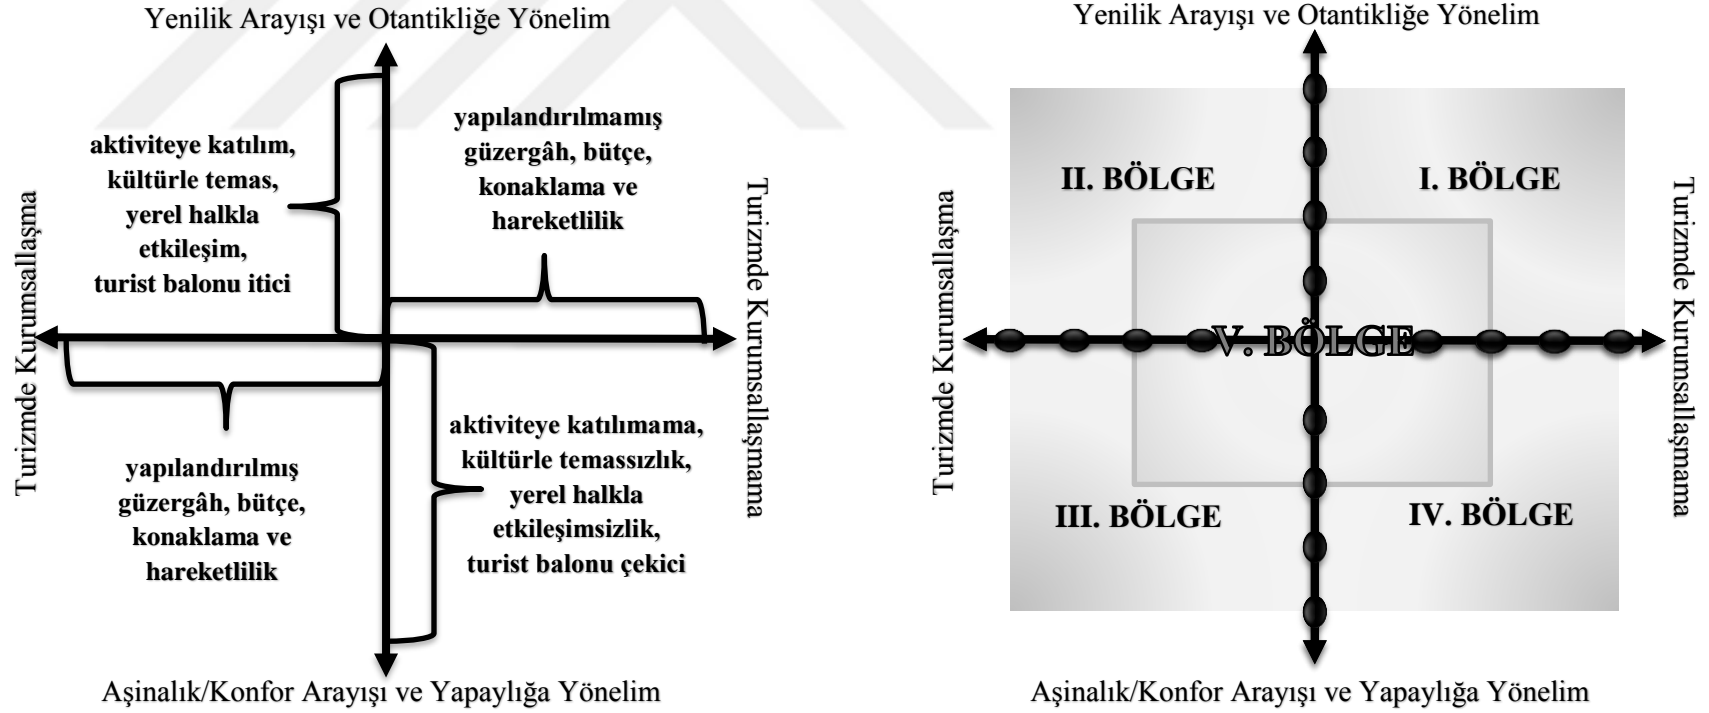 Yenilik Arayışı ve Otantikliğe Yönelim
aktiviteye katılım,
kültürle temas,
yerel halkla
etkileşim,
turist balonu itici
yapılandırılmamış
güzergâh, bütçe,
konaklama ve
hareketlilik
Turizmde Kurumsallaşma
Turizmde Kurumsallaşmama
yapılandırılmış
güzergâh, bütçe,
konaklama ve
hareketlilik
aktiviteye katılımama,
kültürle temassızlık,
yerel halkla
etkileşimsizlik,
turist balonu çekici
Aşinalık/Konfor Arayışı ve Yapaylığa Yönelim
Yenilik Arayışı ve Otantikliğe Yönelim
II. BÖLGE
I. BÖLGE
Turizmde Kurumsallaşma
V. BÖLGE
Turizmde Kurumsallaşmama
III. BÖLGE
IV. BÖLGE
Aşinalık/Konfor Arayışı ve Yapaylığa Yönelim